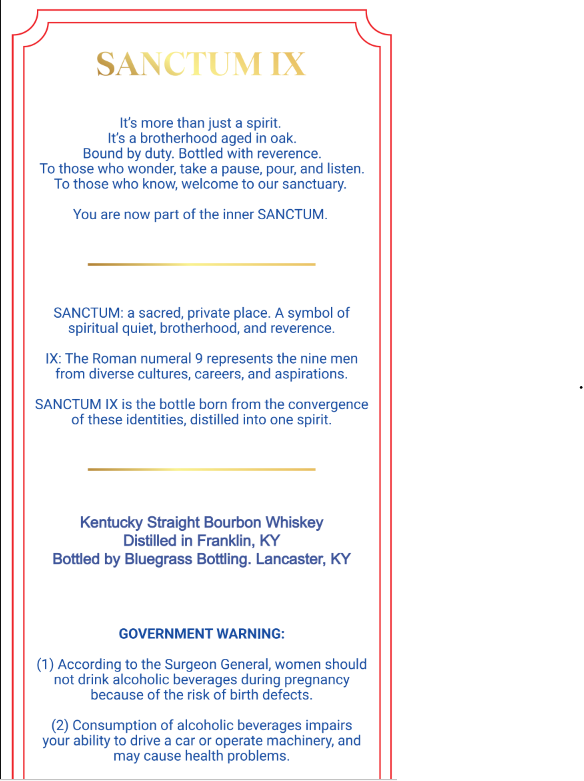 SANCTUM IX
It's more than just a spirit.
It's a brotherhood aged in oak.
Bound by duty. Bottled with reverence.
To those who wonder, take a pause, pour, and listen.
To those who know, welcome to our sanctuary.
You are now part of the inner SANCTUM.
SANCTUM: a sacred, private place. A symbol of
spiritual quiet, brotherhood, and reverence.
IX: The Roman numeral 9 represents the nine men
from diverse cultures, careers, and aspirations.
SANCTUM IX is the bottle born from the convergence
of these identities, distilled into one spirit.
Kentucky Straight Bourbon Whiskey
Distilled in Franklin, KY
Bottled by Bluegrass Bottling. Lancaster, KY
GOVERNMENT WARNING:
(1) According to the Surgeon General, women should
not drink alcoholic beverages during pregnancy
because of the risk of birth defects.
(2) Consumption of alcoholic beverages impairs
your ability to drive a car or operate machinery, and
may cause health problems.